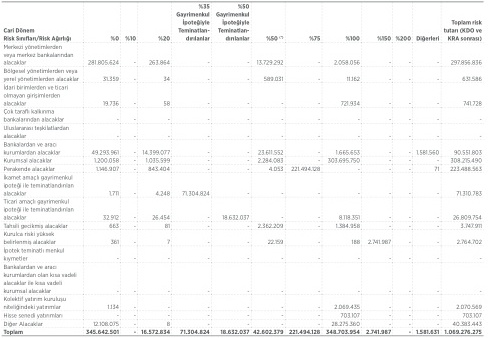 Cari Dönem
Risk Sınıfları/Risk Ağırlığı %0 %10 %20 %35 Gayrimenkul İpoteğiyle Teminatlan- dırılanlar %50 Gayrimenkul İpoteğiyle Teminatlan- dırılanlar %50 (*) %75 %100 %150 %200 Diğerleri Toplam risk tutarı (KDO ve KRA sonrası)
Merkezi yönetimlerden
veya merkez bankalarından
alacaklar 281.805.624 - 263.864 - - 13.729.292 - 2.058.056 - - - 297.856.836
Bölgesel yönetimlerden veya
yerel yönetimlerden alacaklar 31.359 - 34 - - 589.031 - 11.162 - - - 631.586
İdari birimlerden ve ticari
olmayan girişimlerden
alacaklar 19.736 - 58 - - - - 721.934 - - - 741.728
Çok taraflı kalkınma
bankalarından alacaklar - - - - - - - - - - - -
Uluslararası teşkilatlardan
alacaklar - - - - - - - - - - - -
Bankalardan ve aracı
kurumlardan alacaklar 49.293.961 - 14.399.077 - - 23.611.552 - 1.665.653 - - 1.581.560 90.551.803
Kurumsal alacaklar 1.200.058 - 1.035.599 - - 2.284.083 - 303.695.750 - - - 308.215.490
Perakende alacaklar 1.146.907 - 843.404 - - 4.053 221.494.128 - - - 71 223.488.563
İkamet amaçlı gayrimenkul
ipoteği ile teminatlandırılan
alacaklar 1.711 - 4.248 71.304.824 - - - - - - - 71.310.783
Ticari amaçlı gayrimenkul
ipoteği ile teminatlandırılan
alacaklar 32.912 - 26.454 - 18.632.037 - - 8.118.351 - - - 26.809.754
Tahsili gecikmiş alacaklar 663 - 81 - - 2.362.209 - 1.384.958 - - - 3.747.911
Kurulca riski yüksek
belirlenmiş alacaklar 361 - 7 - - 22.159 - 188 2.741.987 - - 2.764.702
İpotek teminatlı menkul
kıymetler - - - - - - - - - - - -
Bankalardan ve aracı
kurumlardan olan kısa vadeli
alacaklar ile kısa vadeli
kurumsal alacaklar - - - - - - - - - - - -
Kolektif yatırım kuruluşu
niteliğindeki yatırımlar 1.134 - - - - - - 2.069.435 - - - 2.070.569
Hisse senedi yatırımları - - - - - - - 703.107 - - - 703.107
Diğer Alacaklar 12.108.075 - 8 - - - - 28.275.360 - - - 40.383.443
Toplam 345.642.501 - 16.572.834 71.304.824 18.632.037 42.602.379 221.494.128 348.703.954 2.741.987 - 1.581.631 1.069.276.275